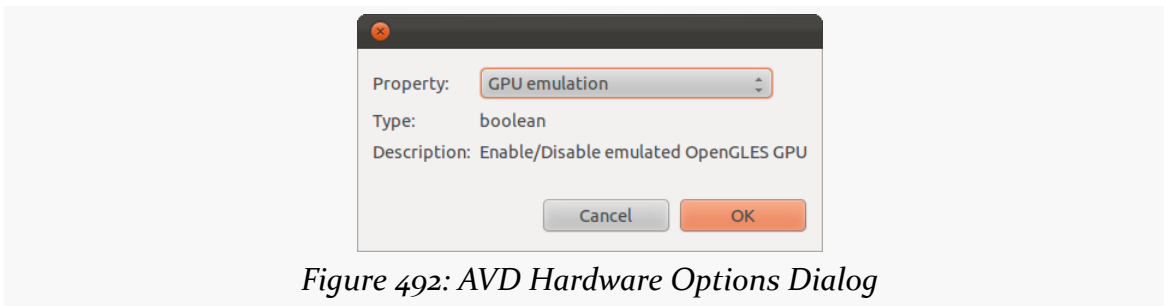 Property: GPU emulation
Type: boolean
Description: Enable/Disable emulated OpenGLES GPU
Cancel OK
Figure 492: AVD Hardware Options Dialog